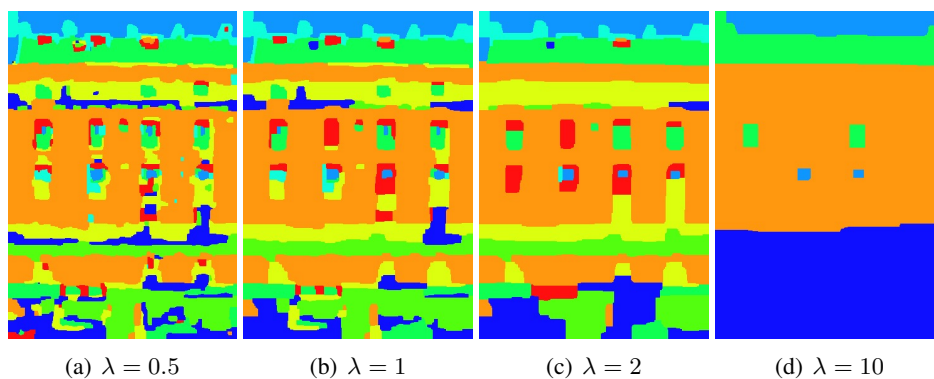 (a) λ = 0.5
(b) λ = 1
(c) λ = 2
(d) λ = 10